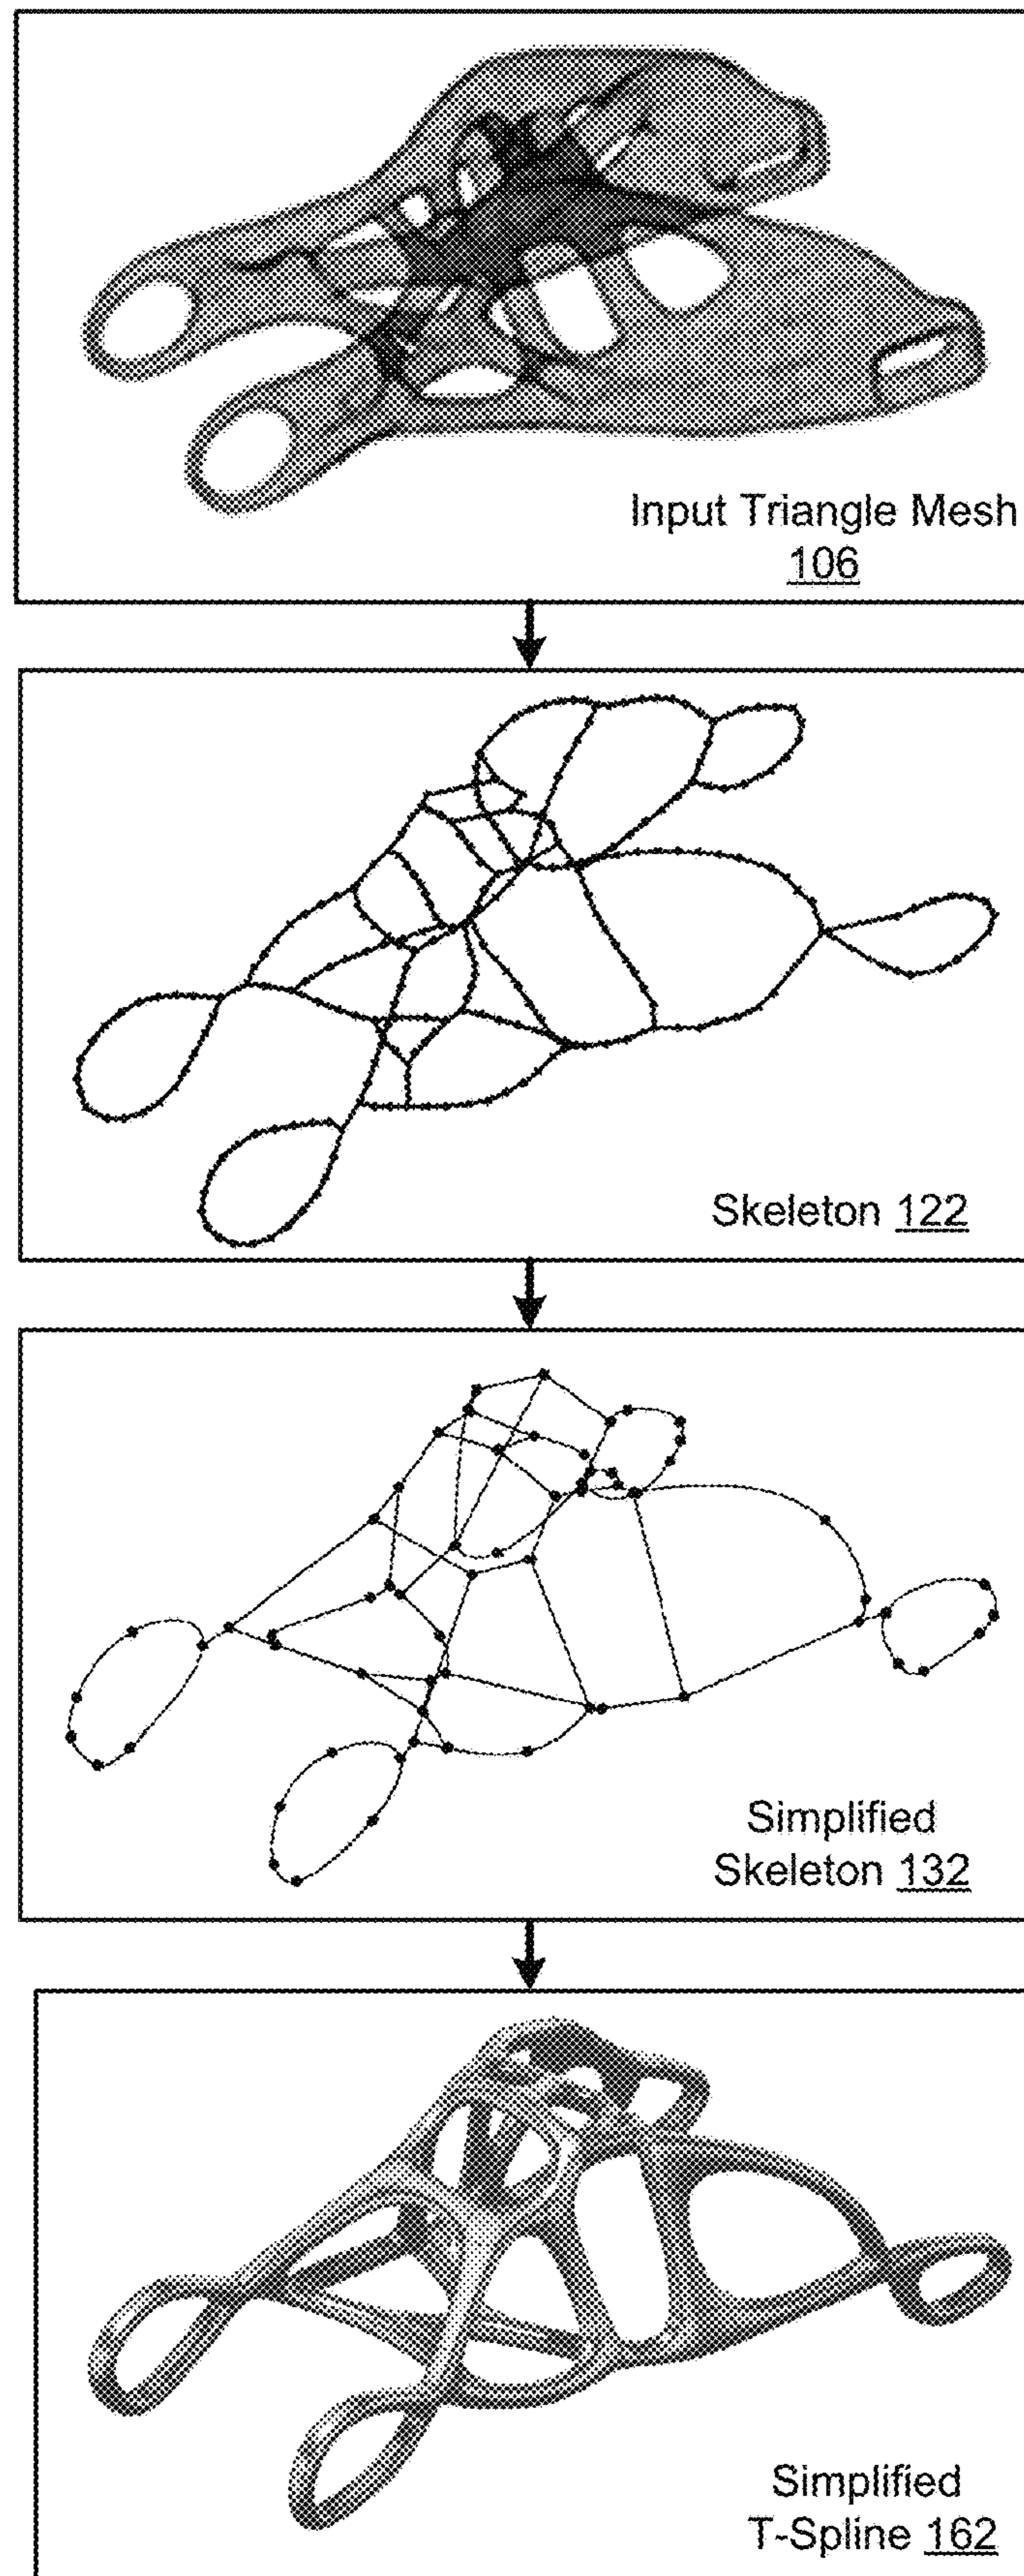 Input Triangle Mesh
106
Skeleton 122
Simplified
Skeleton 132
Simplified
T-Spline 162